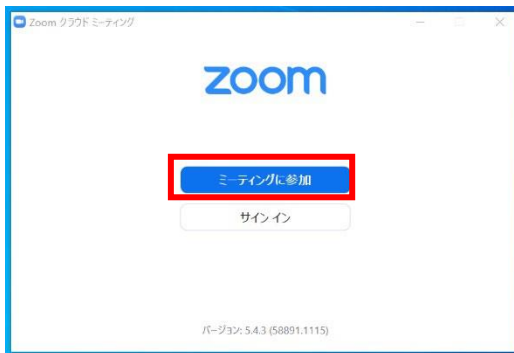 Zoom クラウド ミーティング
zoom
ミーティングに参加
サイン イン
バージョン: 5.4.3 (58891.1115)